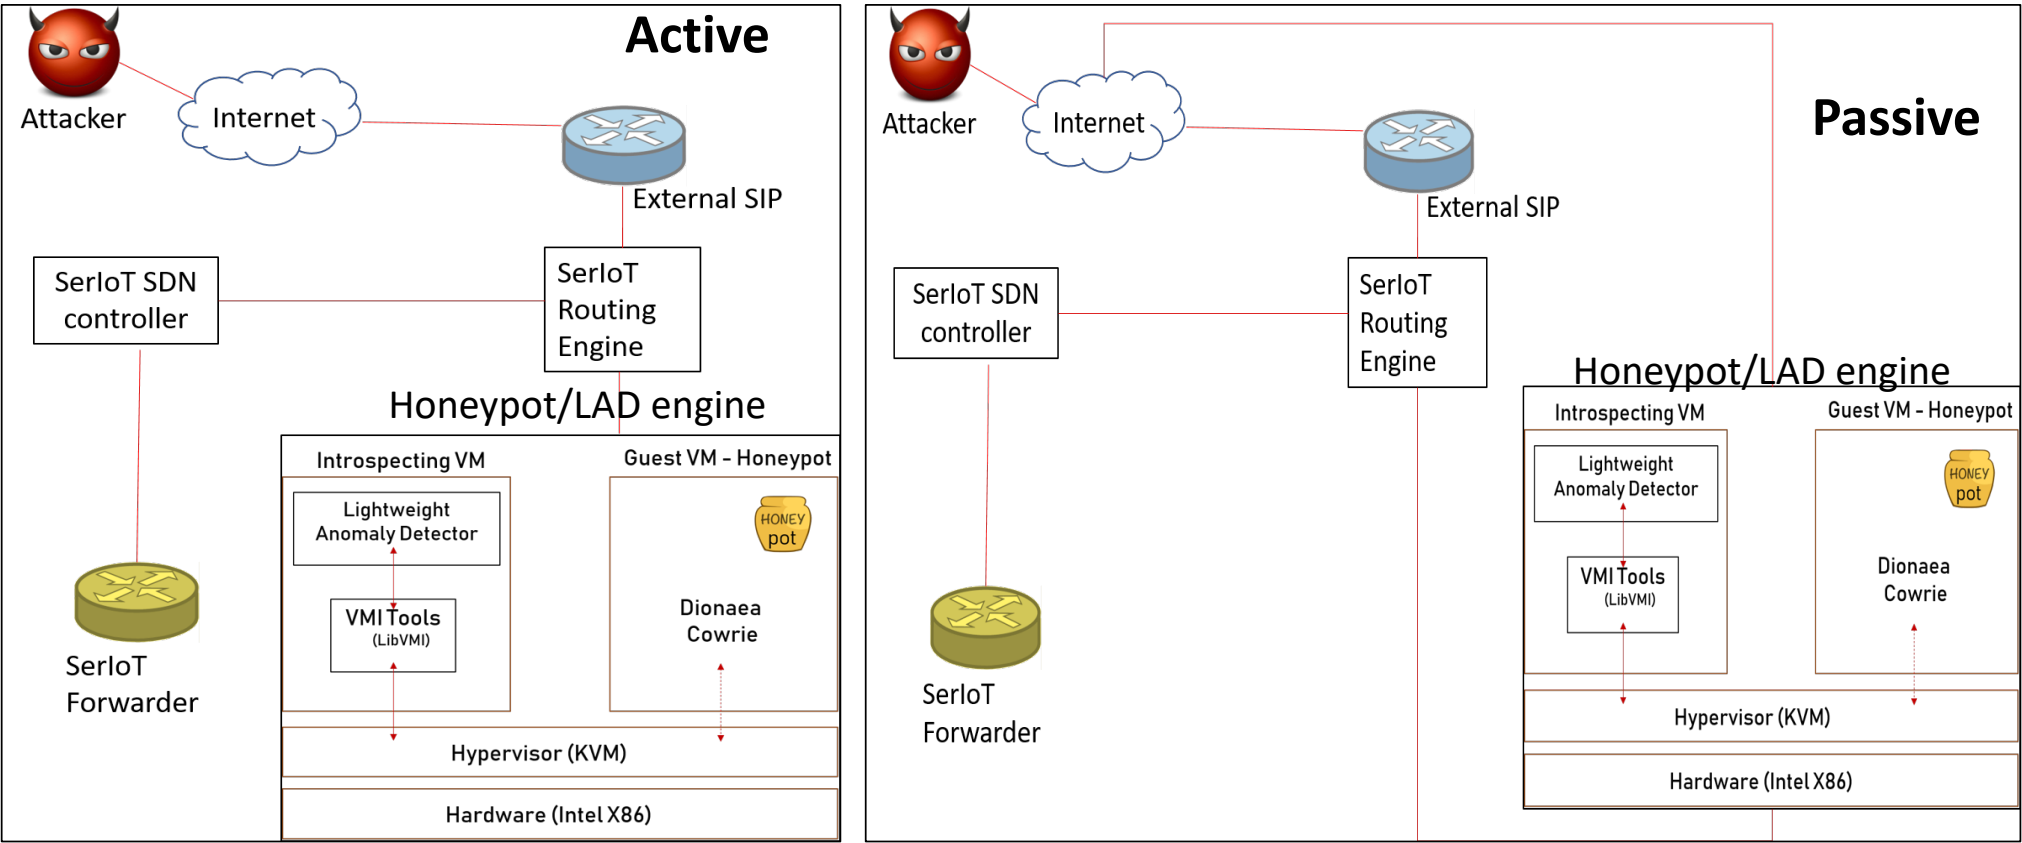 Active
Attacker
Internet
External SIP
SerIoT SDN
controller
SerIoT
Routing
Engine
Honeypot/LAD engine
Introspecting VM
Guest VM - Honeypot
Lightweight
Anomaly Detector
HONEY
pot
VMI Tools
(LibVMI)
Dionaea
Cowrie
SerIoT
Forwarder
Hypervisor (KVM)
Hardware (Intel X86)
Passive
Attacker
Internet
External SIP
SerIoT SDN
controller
SerIoT
Routing
Engine
Honeypot/LAD engine
Introspecting VM
Guest VM - Honeypot
Lightweight
Anomaly Detector
HONEY
pot
VMI Tools
(LibVMI)
Dionaea
Cowrie
SerIoT
Forwarder
Hypervisor (KVM)
Hardware (Intel X86)